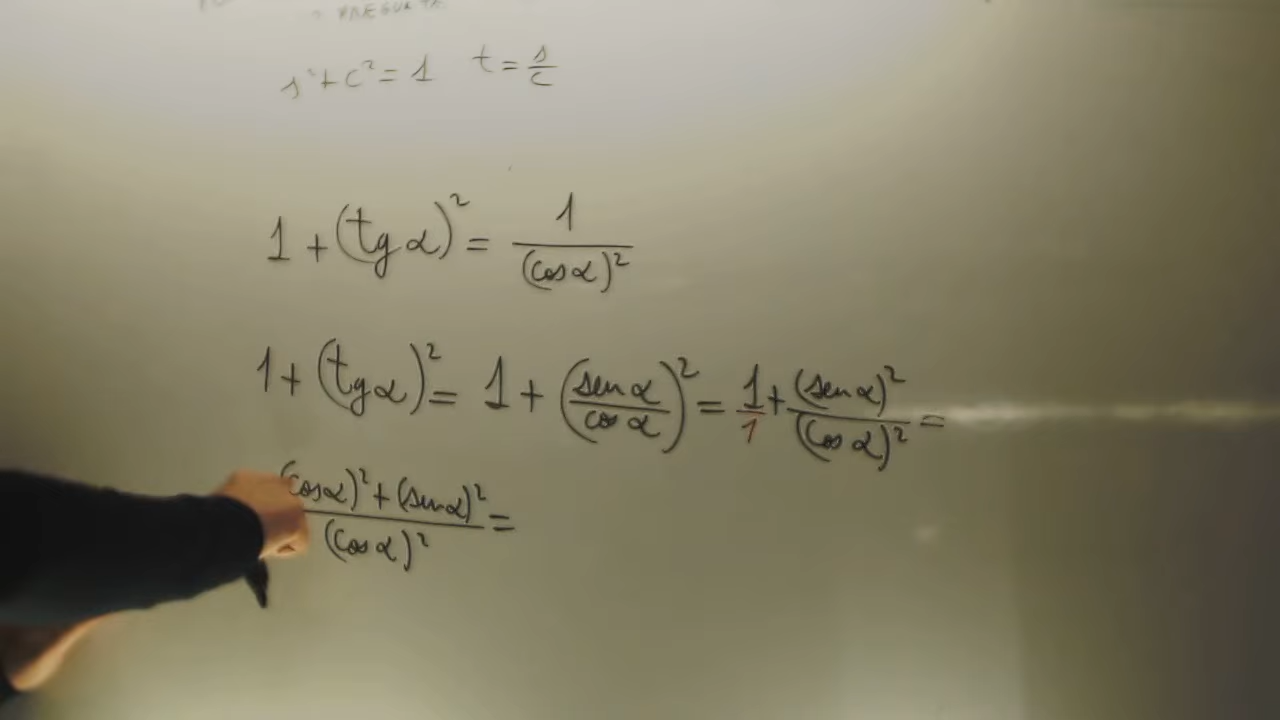 s²+c²=1 t=s/c
1+(tg α)²=1/(cos α)²
1+(tg α)²=1+(sen α/cos α)²=1/1+(sen α)²/(cos α)²=
(cos α)²+(sen α)²/(cos α)²=